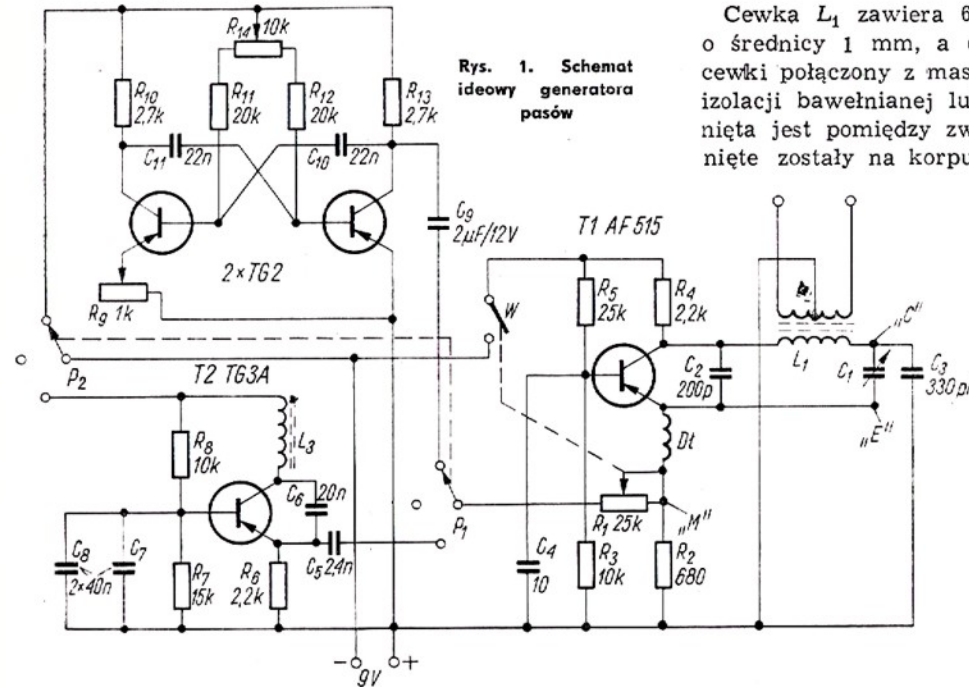 Cewka L₁ zawiera 6
o średnicy 1 mm, a
cewki połączony z mas
izolacji bawełnianej lu
nięta jest pomiędzy zw
nięte zostały na korpu
Rys. 1. Schemat
ideowy generatora
pasów
R₁₄ 10k
R₁₀
2,7k
R₁₁
20k
R₁₂
20k
R₁₃
2,7k
C₁₁ 22n
C₁₀ 22n
2×TG2
R₉ 1k
C₉
2μF/12V
P₂
T2 TG3A
R₈
10k
L₃
C₆ 20n
C₅ 2,4n
C₈ C₇
2×40n
R₇
15k
R₆
2,2k
P₁
T1 AF 515
W
R₅
25k
R₄
2,2k
C₂
200p
L₁
„C"
C₁
C₃
330p
„E"
Dł
R₁ 25k
„M"
C₄
10
R₃
10k
R₂
680
- 9V +